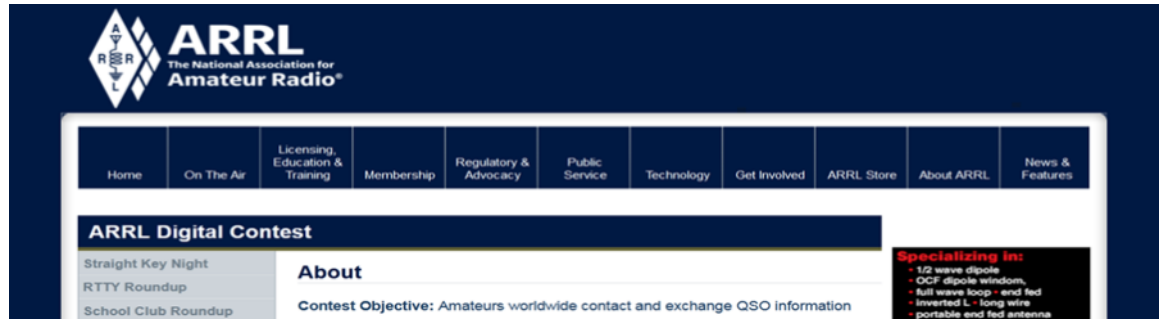 A
R R
L
ARRL
The National Association for
Amateur Radio®
Home
On The Air
Licensing,
Education &
Training
Membership
Regulatory &
Advocacy
Public
Service
Technology
Get Involved
ARRL Store
About ARRL
News &
Features
ARRL Digital Contest
Straight Key Night
RTTY Roundup
School Club Roundup
About
Contest Objective: Amateurs worldwide contact and exchange QSO information
Specializing in:
• 1/2 wave dipole
• OCF dipole windom,
• full wave loop • end fed
• inverted L • long wire
• portable end fed antenna